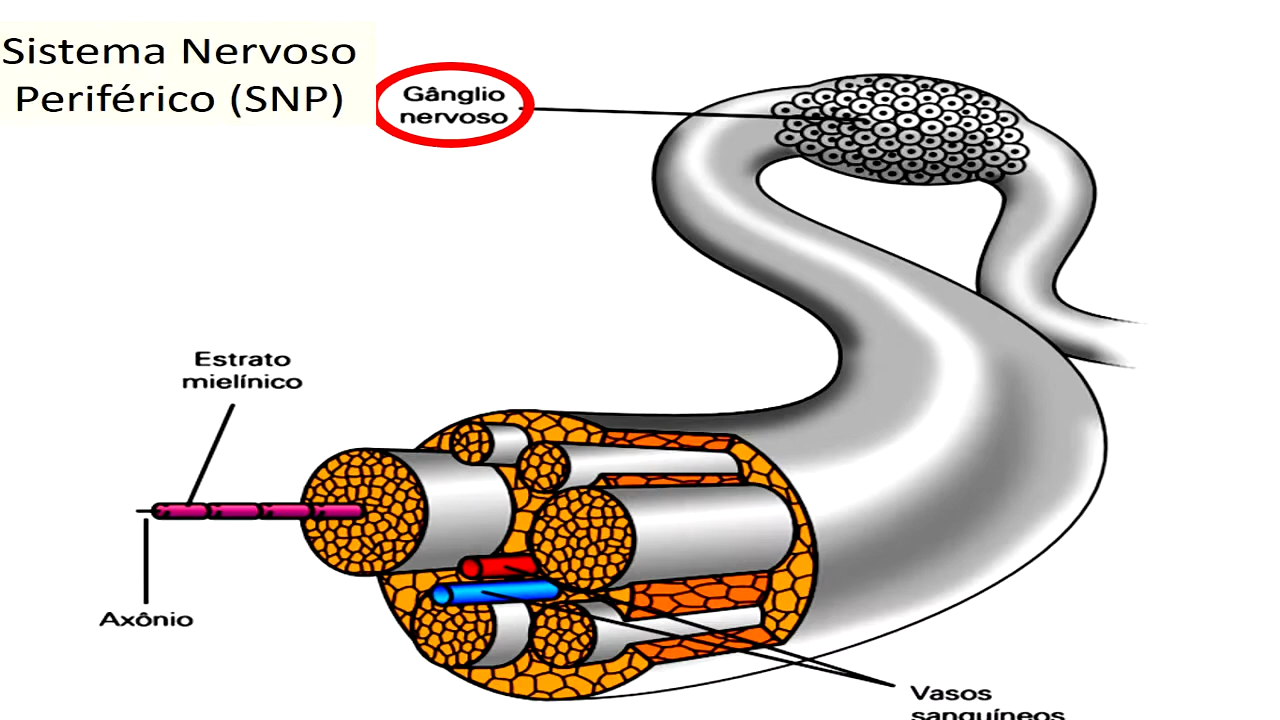 Sistema Nervoso
Periférico (SNP)
Gânglio
nervoso
Estrato
mielínico
Axônio
Vasos
sanguíneos